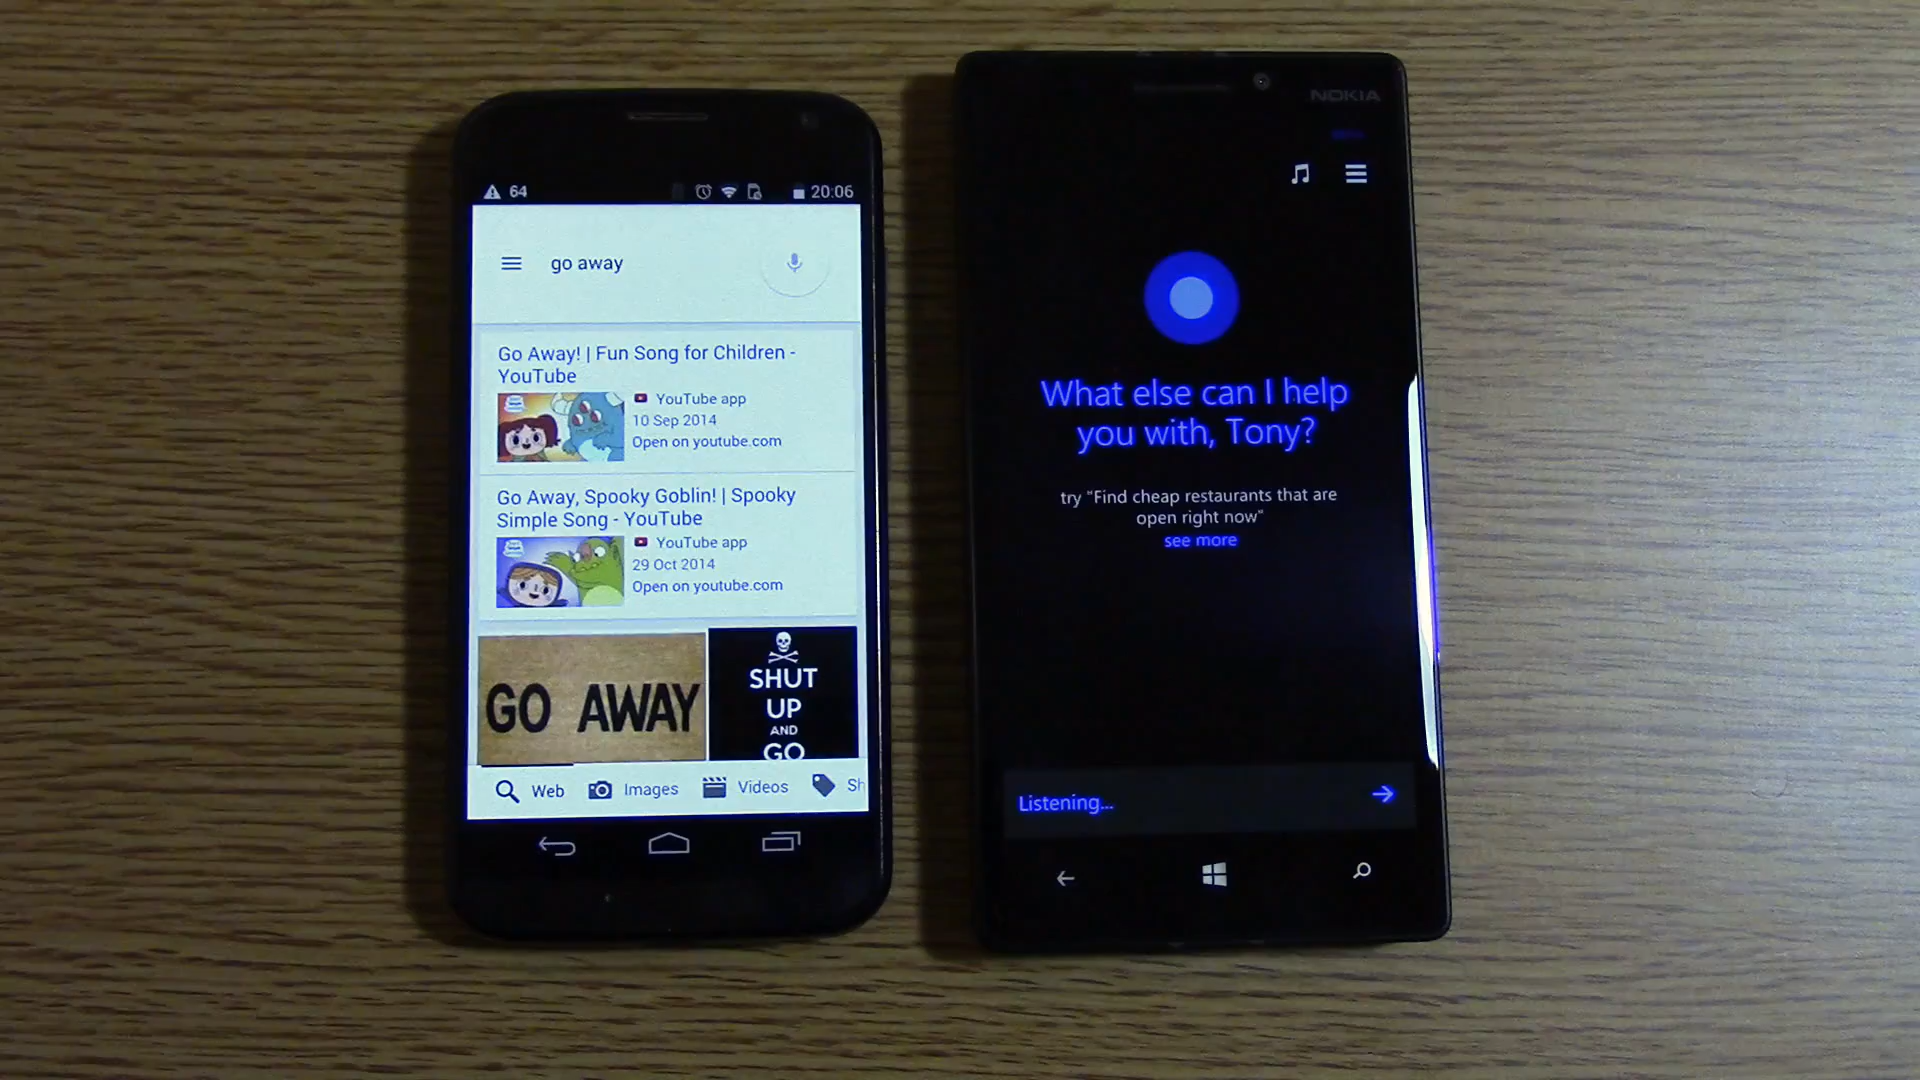 64
20:06
go away
Go Away! | Fun Song for Children -
YouTube
YouTube app
10 Sep 2014
Open on youtube.com
Go Away, Spooky Goblin! | Spooky
Simple Song - YouTube
YouTube app
29 Oct 2014
Open on youtube.com
GO AWAY
SHUT
UP
AND
GO
Web
Images
Videos
Sh
NOKIA
What else can I help
you with, Tony?
try "Find cheap restaurants that are
open right now"
see more
Listening...